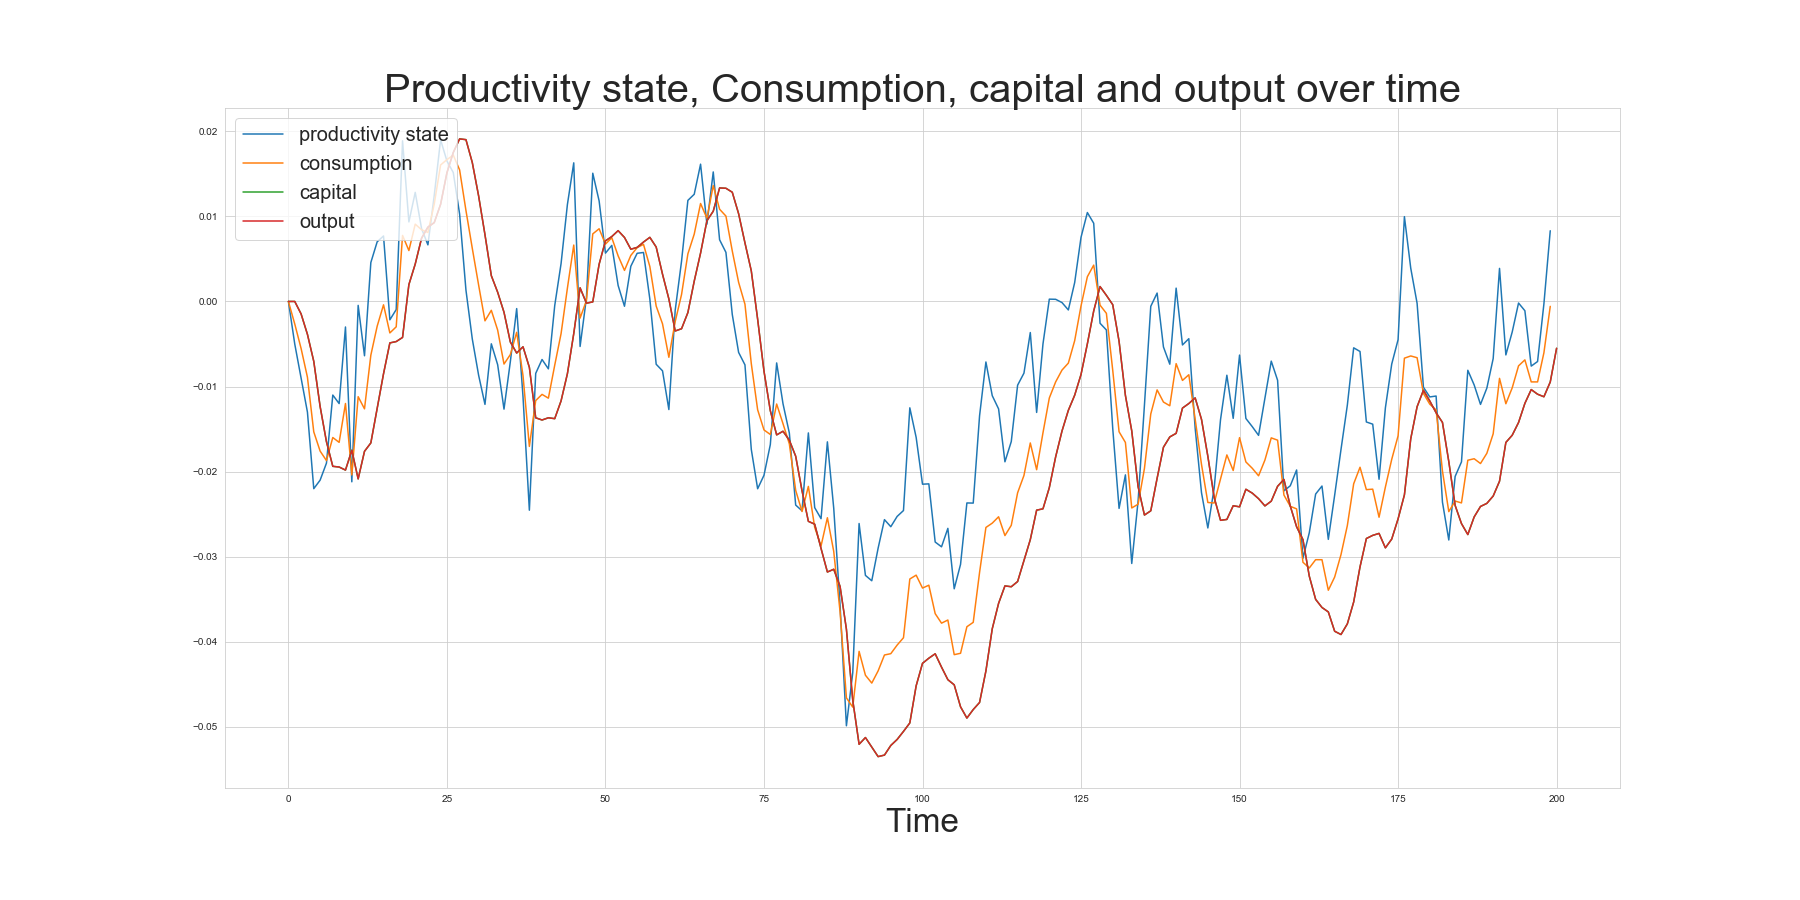 Productivity state, Consumption, capital and output over time
productivity state
consumption
capital
output
0.02
0.01
0.00
−0.01
−0.02
−0.03
−0.04
−0.05
0 25 50 75 100 125 150 175 200
Time